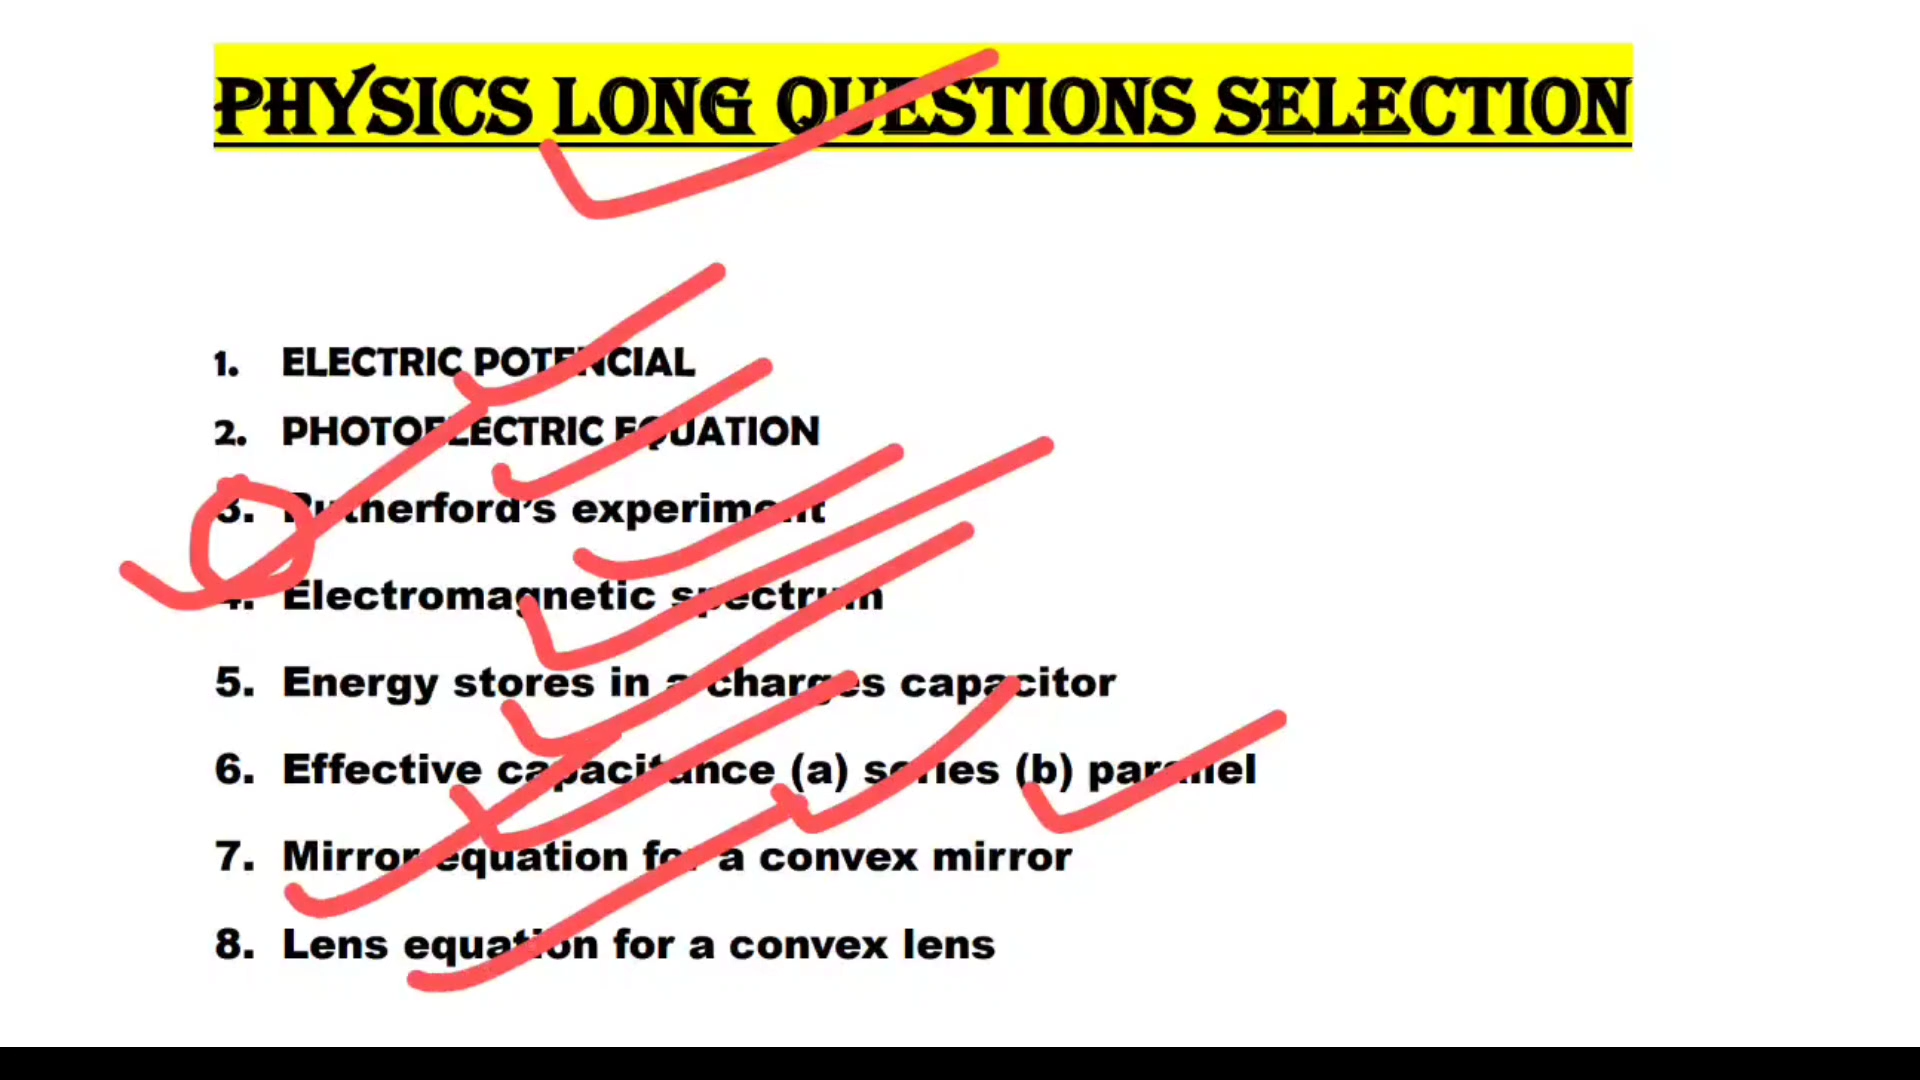 PHYSICS LONG QUESTIONS SELECTION
1. ELECTRIC POTENCIAL
2. PHOTOELECTRIC EQUATION
3. Rutherford's experiment
4. Electromagnetic spectrum
5. Energy stores in a charges capacitor
6. Effective capacitance (a) series (b) parallel
7. Mirror equation for a convex mirror
8. Lens equation for a convex lens